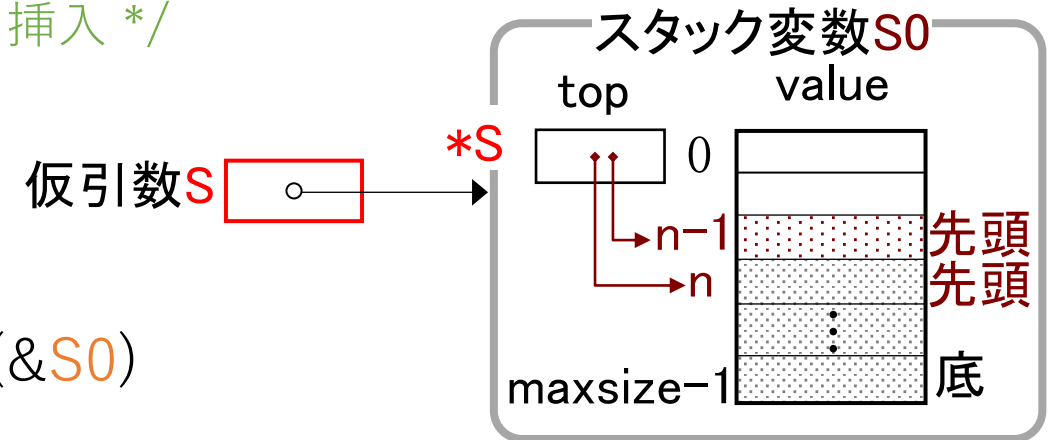 挿入 */
スタック変数S0
top
value
*S
0
仮引数S
n-1
先頭
n
先頭
(&S0)
maxsize-1
底